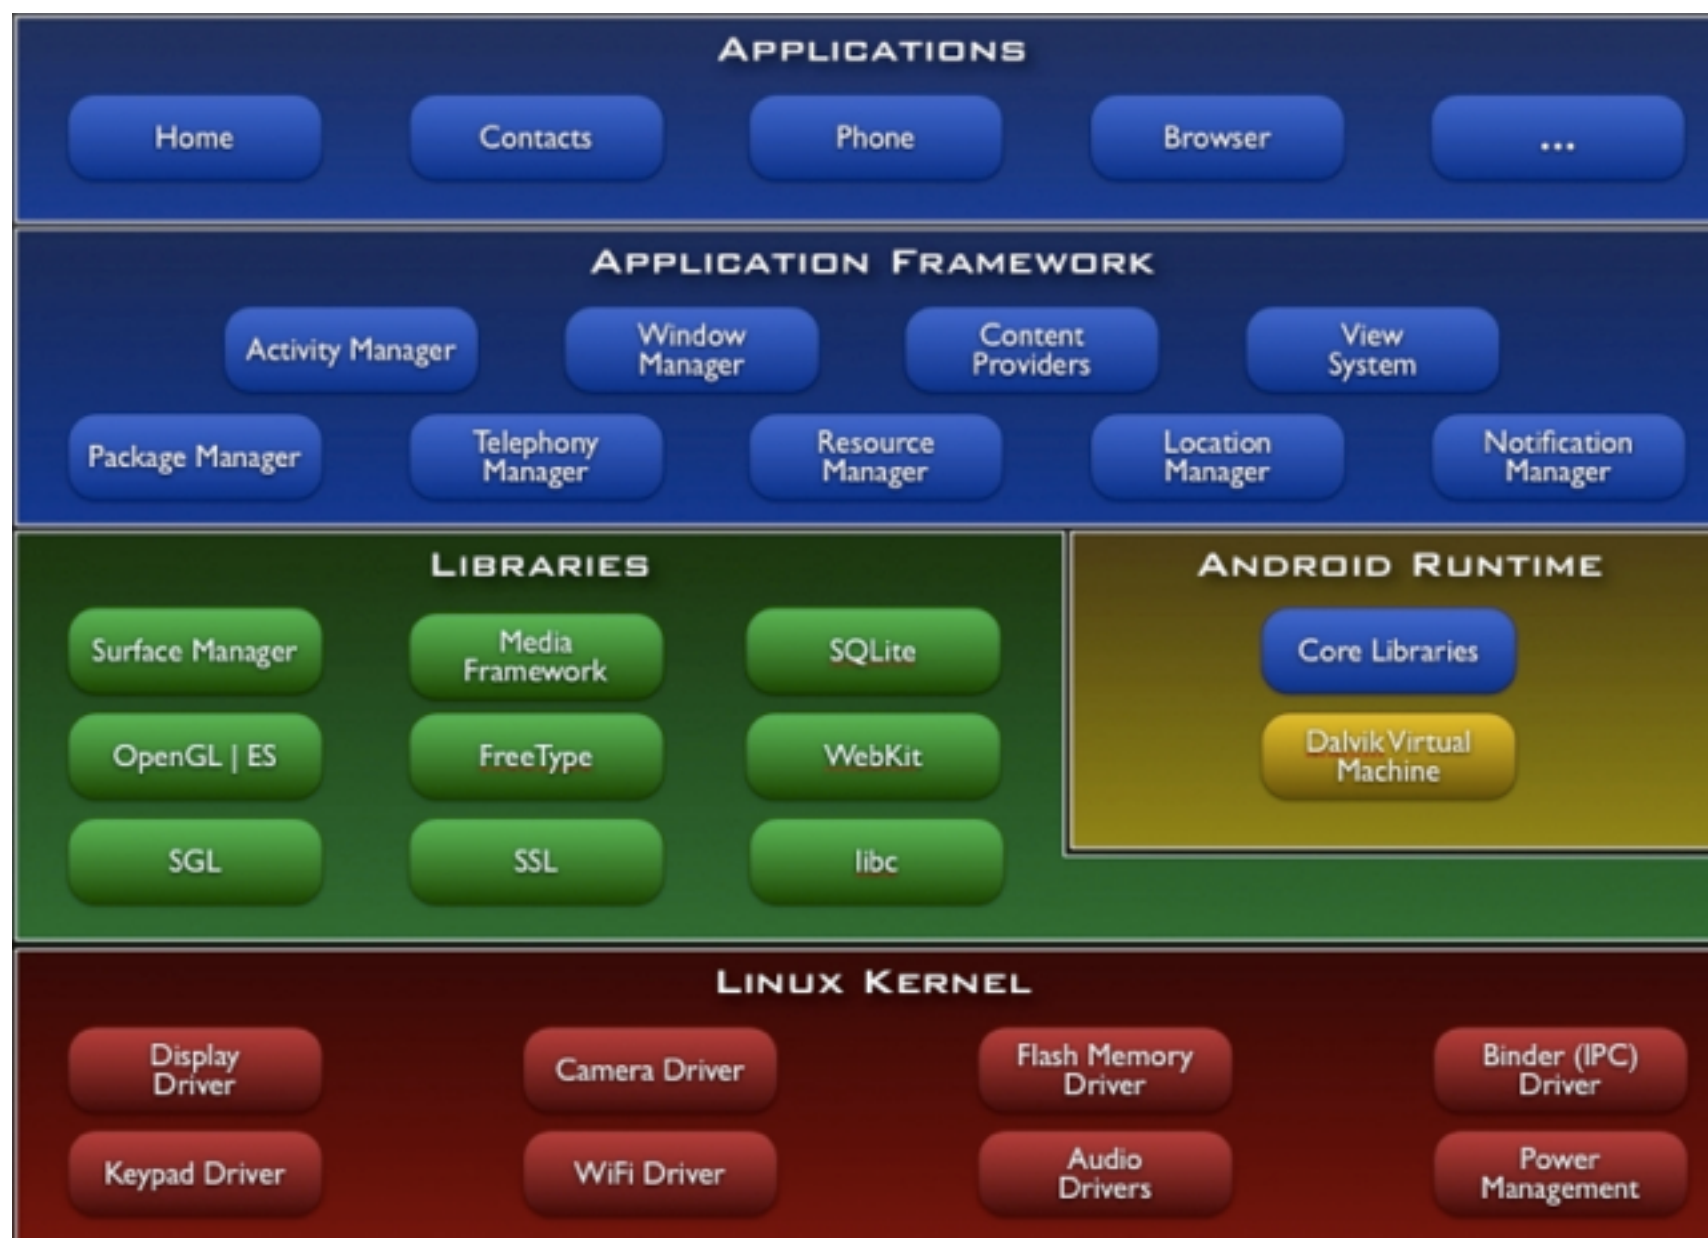 APPLICATIONS
Home
Contacts
Phone
Browser
...
APPLICATION FRAMEWORK
Activity Manager
Window
Manager
Content
Providers
View
System
Package Manager
Telephony
Manager
Resource
Manager
Location
Manager
Notification
Manager
LIBRARIES
Surface Manager
Media
Framework
SQLite
OpenGL | ES
FreeType
WebKit
SGL
SSL
libc
ANDROID RUNTIME
Core Libraries
Dalvik Virtual
Machine
LINUX KERNEL
Display
Driver
Camera Driver
Flash Memory
Driver
Binder (IPC)
Driver
Keypad Driver
WiFi Driver
Audio
Drivers
Power
Management